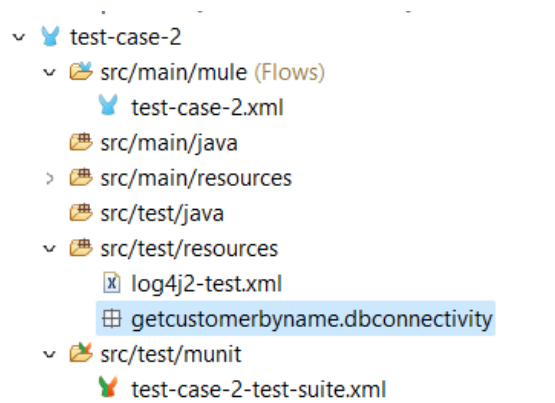 test-case-2
src/main/mule (Flows)
test-case-2.xml
src/main/java
src/main/resources
src/test/java
src/test/resources
log4j2-test.xml
getcustomerbyname.dbconnectivity
src/test/munit
test-case-2-test-suite.xml